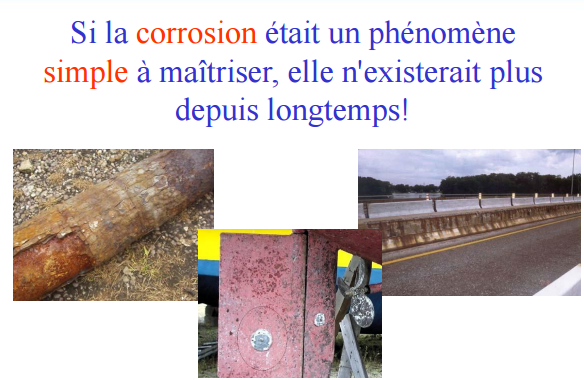 Si la corrosion était un phénomène
simple à maîtriser, elle n'existerait plus
depuis longtemps!